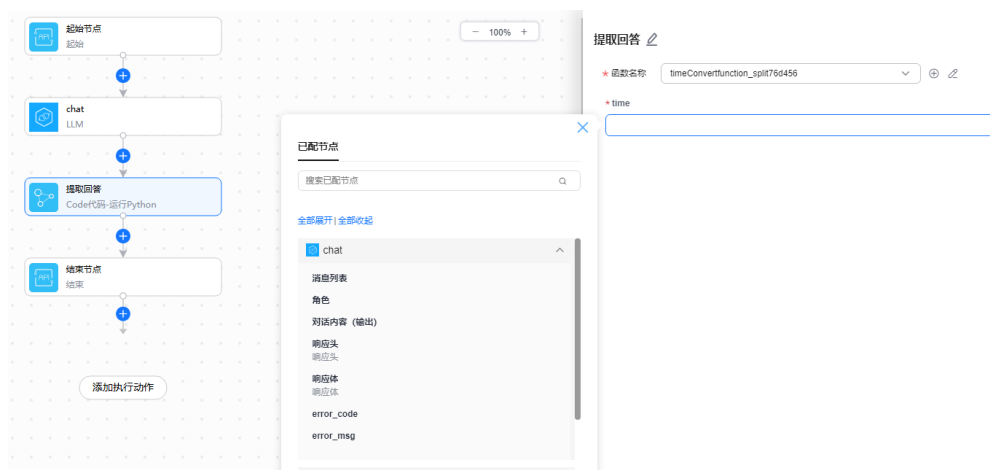 起始节点
起始
chat
LLM
提取回答
Code代码-运行Python
结束节点
结束
添加执行动作
− 100% +
已配节点
搜索已配节点
全部展开|全部收起
chat
消息列表
角色
对话内容（输出）
响应头
响应头
响应体
响应体
error_code
error_msg
提取回答
* 函数名称 timeConvertfunction_split76d456
* time